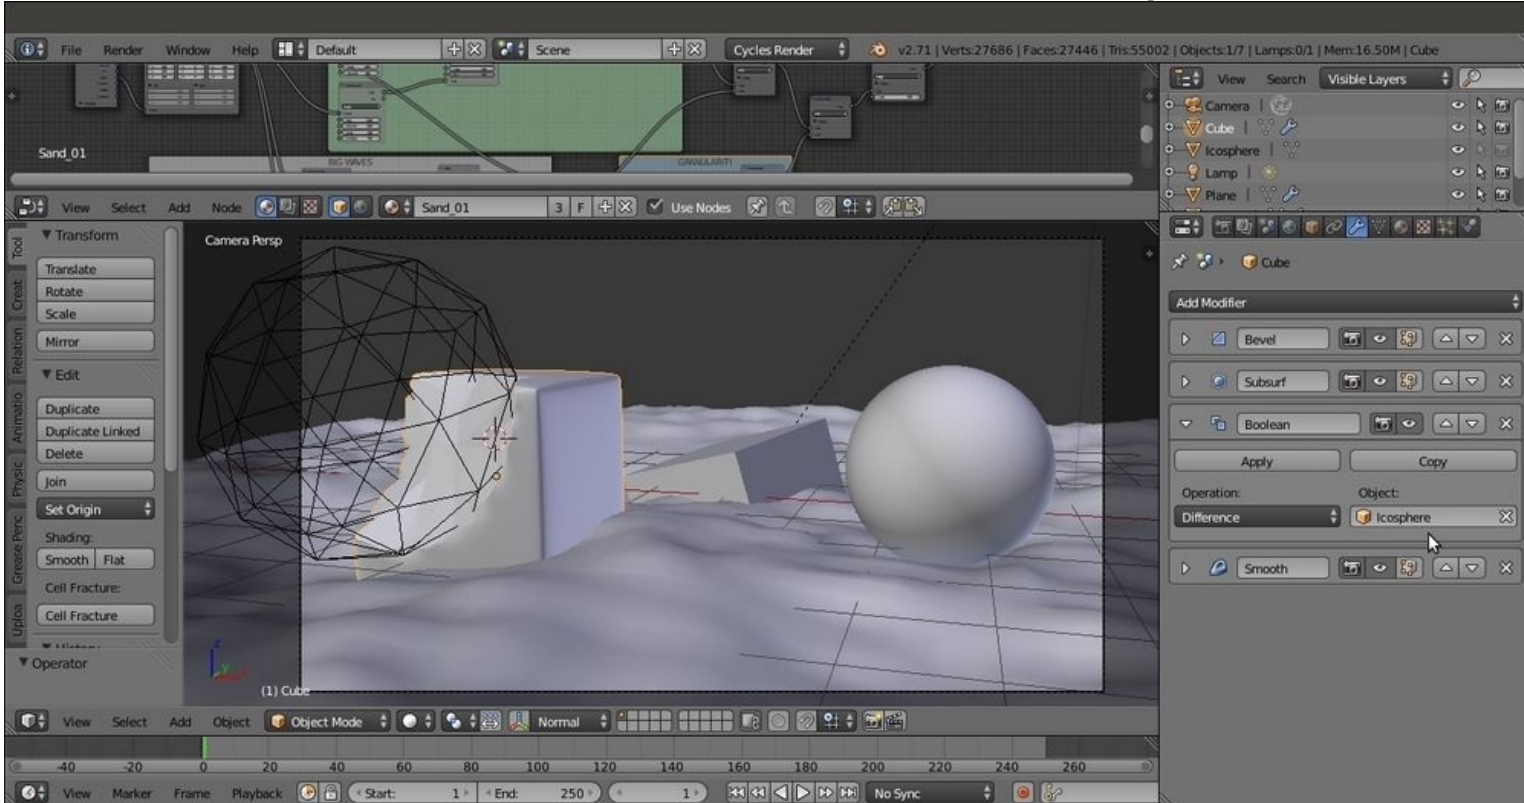 File Render Window Help Default Scene Cycles Render v2.71 | Verts:27686 | Faces:27446 | Tris:55002 | Objects:1/7 | Lamps:0/1 | Mem:16.50M | Cube
View Search Visible Layers
Camera
Cube
Icosphere
Lamp
Plane
Sand_01
BIG WAVES
View Select Add Node Sand_01 3 F Use Nodes
Tool
Creat
Relation
Animatio
Physic
Grease Penc
Uploa
Transform
Translate
Rotate
Scale
Mirror
Edit
Duplicate
Duplicate Linked
Delete
Join
Set Origin
Shading:
Smooth Flat
Cell Fracture:
Cell Fracture
Operator
Camera Persp
z
y
(1) Cube
Cube
Add Modifier
Bevel
Subsurf
Boolean
Apply Copy
Operation: Object:
Difference Icosphere
Smooth
View Select Add Object Object Mode Normal
-40 -20 0 20 40 60 80 100 120 140 160 180 200 220 240 260
View Marker Frame Playback Start: 1 End: 250 1 No Sync